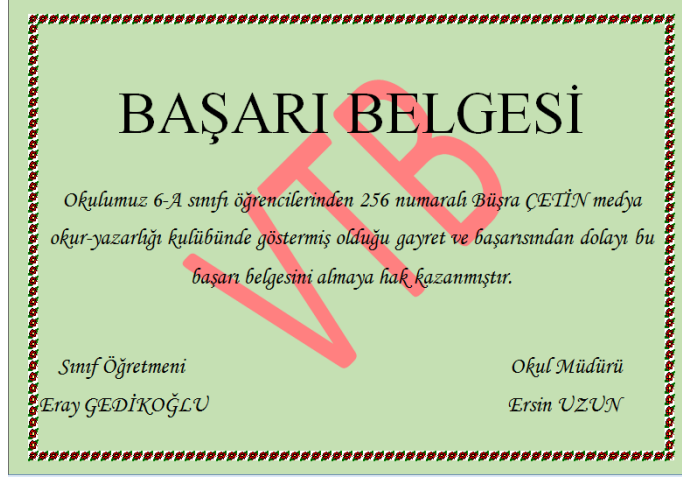 BAŞARI BELGESİ
VTB
Okulumuz 6-A sınıfı öğrencilerinden 256 numaralı Büşra ÇETİN medya
okur-yazarlığı kulübünde göstermiş olduğu gayret ve başarısından dolayı bu
başarı belgesini almaya hak kazanmıştır.
Sınıf Öğretmeni
Okul Müdürü
Eray GEDİKOĞLU
Ersin UZUN